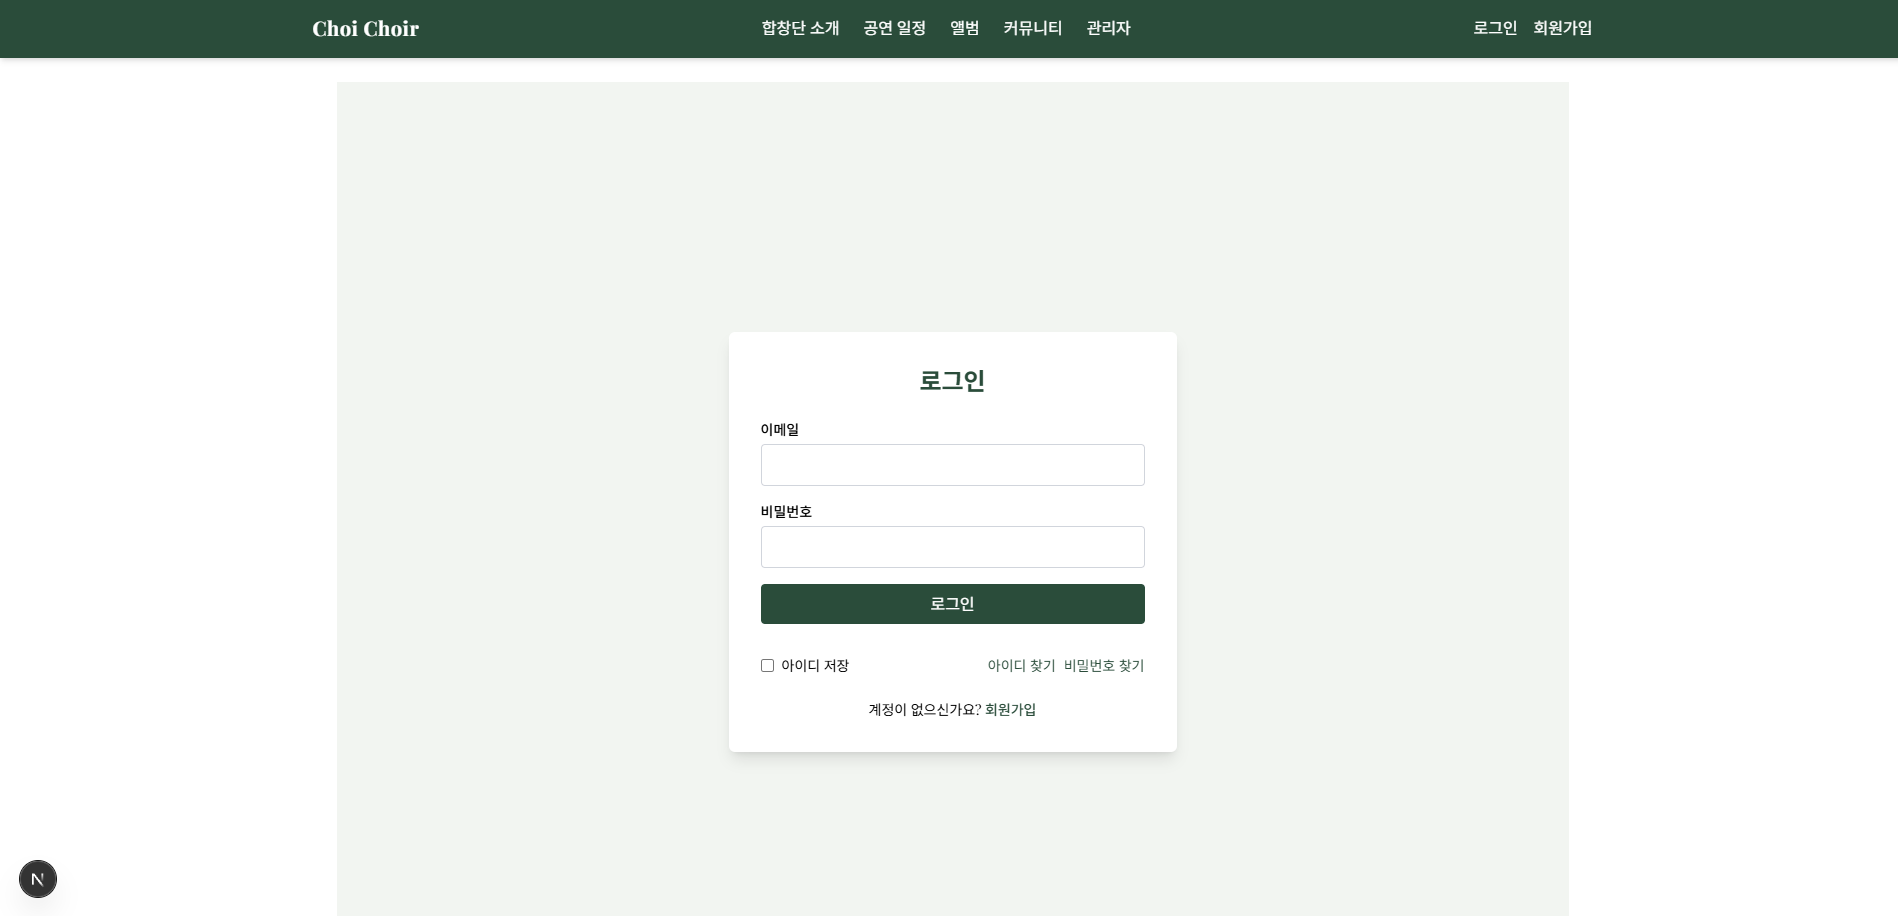 Choi Choir 합창단 소개 공연 일정 앨범 커뮤니티 관리자 로그인 회원가입
로그인
이메일
비밀번호
로그인
아이디 저장 아이디 찾기 비밀번호 찾기
계정이 없으신가요? 회원가입
N